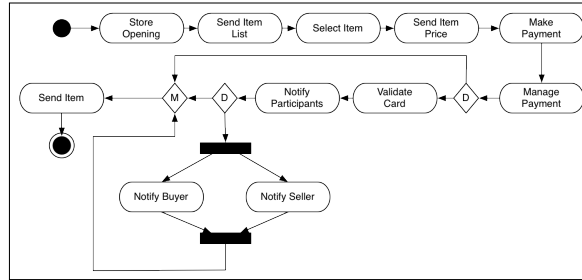 Store
Opening
Send Item
List
Select Item
Send Item
Price
Make
Payment
Send Item
M
D
Notify
Participants
Validate
Card
D
Manage
Payment
Notify Buyer
Notify Seller